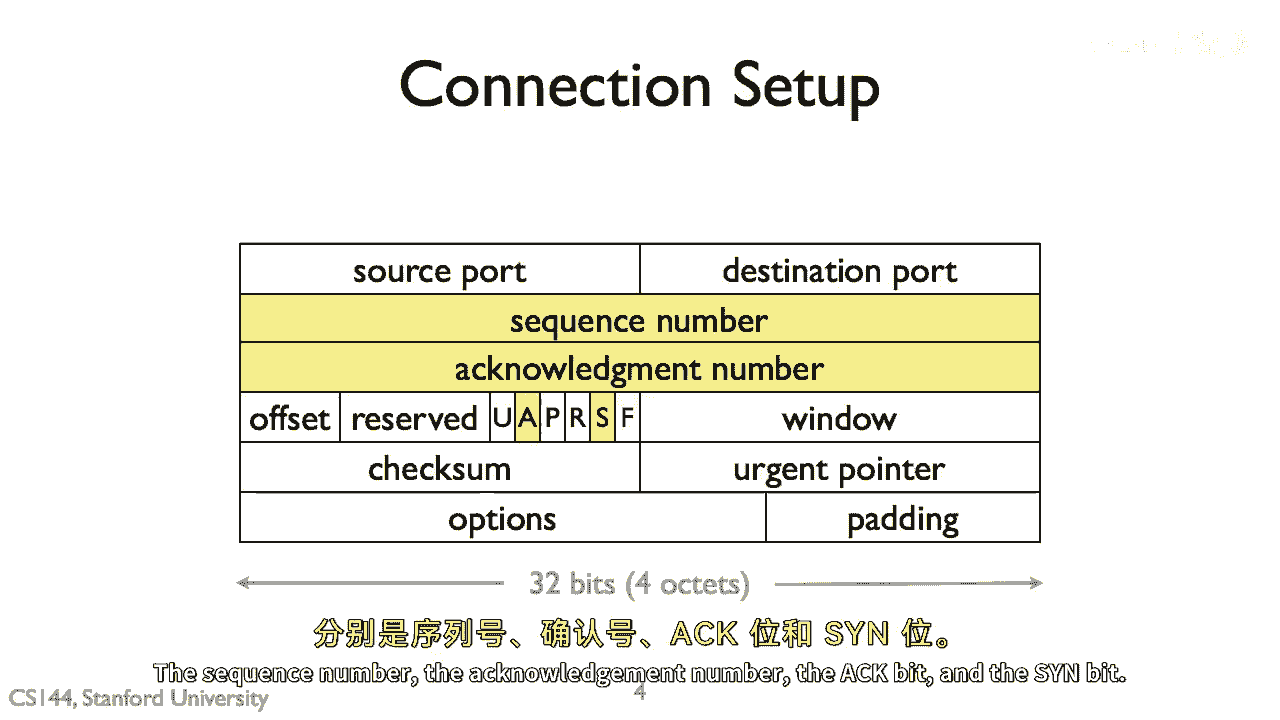 Connection Setup
source port destination port
sequence number
acknowledgment number
offset reserved U A P R S F window
checksum urgent pointer
options padding
32 bits (4 octets)
分别是序列号、确认号、ACK 位和 SYN 位。
The sequence number, the acknowledgement number, the ACK bit, and the SYN bit.
CS144, Stanford University 4